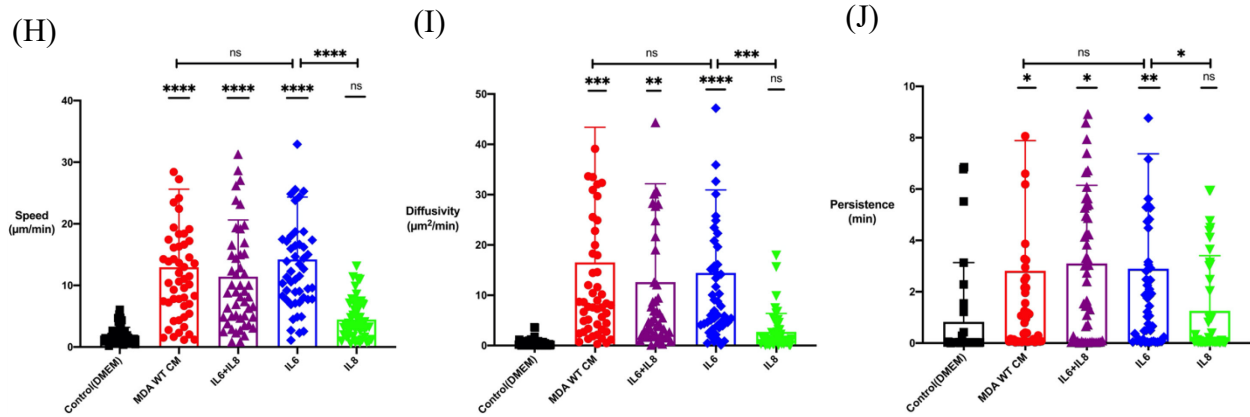 (H)
ns
****
**** **** **** ns
40
30
20
10
0
Speed
(μm/min)
Control(DMEM)
MDA WT CM
IL6+IL8
IL6
IL8
(I)
ns
***
*** ** **** ns
50
40
30
20
10
0
Diffusivity
(μm²/min)
Control(DMEM)
MDA WT CM
IL6+IL8
IL6
IL8
(J)
ns
*
* * ** ns
10
8
6
4
2
0
Persistence
(min)
Control(DMEM)
MDA WT CM
IL6+IL8
IL6
IL8